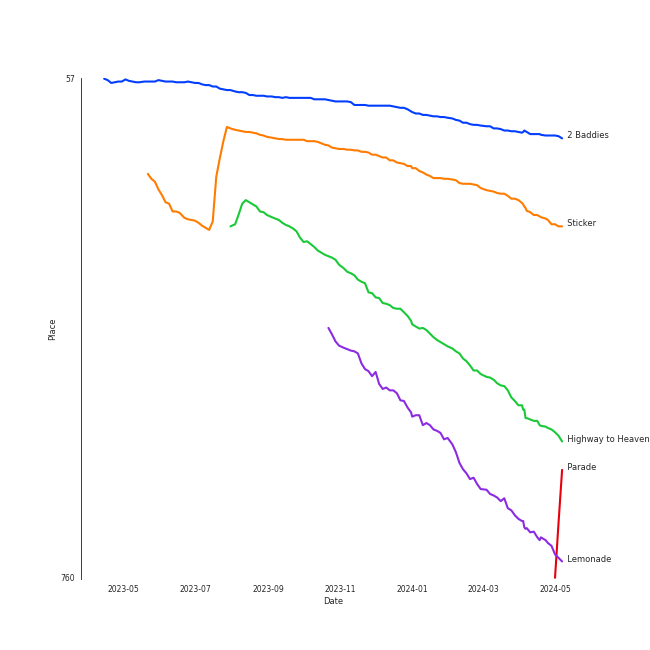 57
2 Baddies
Sticker
Place
Highway to Heaven
Parade
Lemonade
760
2023-05 2023-07 2023-09 2023-11 2024-01 2024-03 2024-05
Date